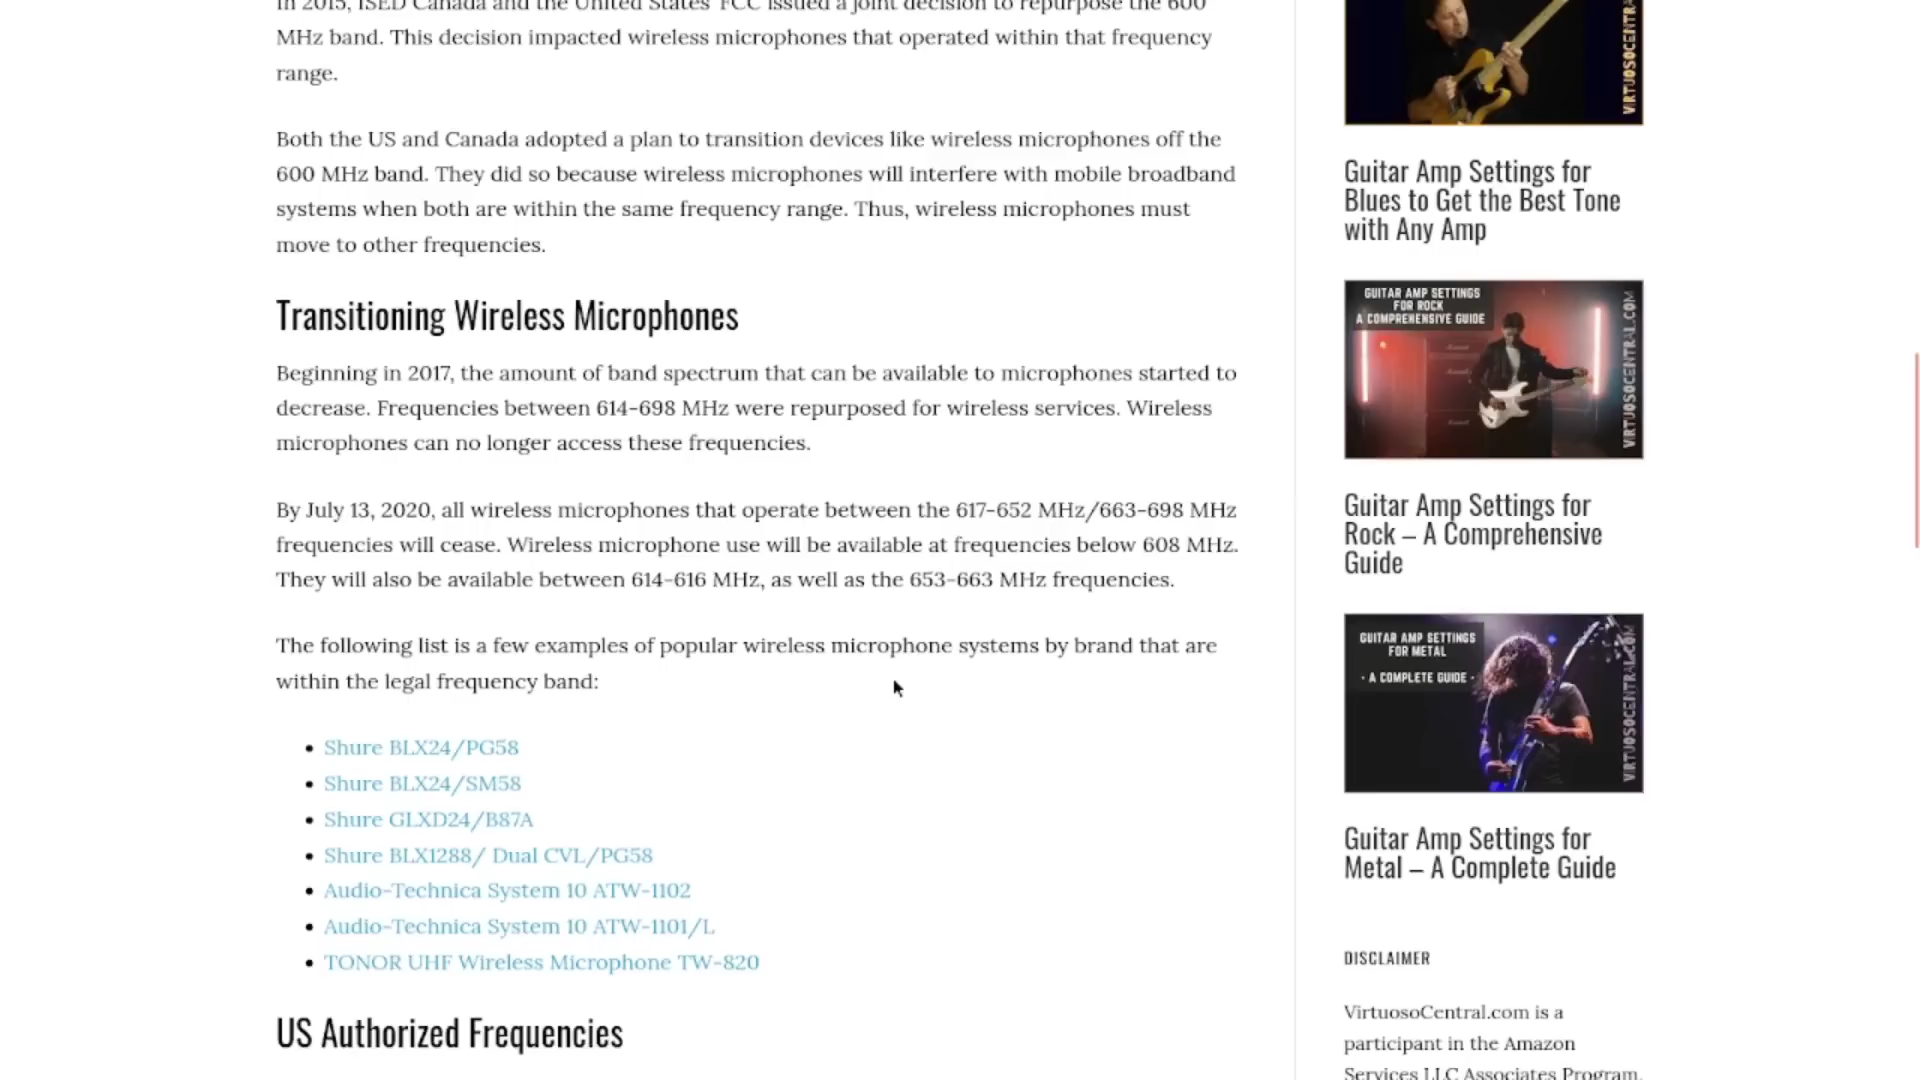 In 2015, ISED Canada and the United States' FCC issued a joint decision to repurpose the 600
MHz band. This decision impacted wireless microphones that operated within that frequency
range.
Both the US and Canada adopted a plan to transition devices like wireless microphones off the
600 MHz band. They did so because wireless microphones will interfere with mobile broadband
systems when both are within the same frequency range. Thus, wireless microphones must
move to other frequencies.
Transitioning Wireless Microphones
Beginning in 2017, the amount of band spectrum that can be available to microphones started to
decrease. Frequencies between 614-698 MHz were repurposed for wireless services. Wireless
microphones can no longer access these frequencies.
By July 13, 2020, all wireless microphones that operate between the 617-652 MHz/663-698 MHz
frequencies will cease. Wireless microphone use will be available at frequencies below 608 MHz.
They will also be available between 614-616 MHz, as well as the 653-663 MHz frequencies.
The following list is a few examples of popular wireless microphone systems by brand that are
within the legal frequency band:
• Shure BLX24/PG58
• Shure BLX24/SM58
• Shure GLXD24/B87A
• Shure BLX1288/ Dual CVL/PG58
• Audio-Technica System 10 ATW-1102
• Audio-Technica System 10 ATW-1101/L
• TONOR UHF Wireless Microphone TW-820
US Authorized Frequencies
VIRTUOSOCENTRA
Guitar Amp Settings for
Blues to Get the Best Tone
with Any Amp
GUITAR AMP SETTINGS
FOR ROCK
A COMPREHENSIVE GUIDE
VIRTUOSOCENTRAL.COM
Guitar Amp Settings for
Rock – A Comprehensive
Guide
GUITAR AMP SETTINGS
FOR METAL
- A COMPLETE GUIDE -
VIRTUOSOCENTRAL.COM
Guitar Amp Settings for
Metal – A Complete Guide
DISCLAIMER
VirtuosoCentral.com is a
participant in the Amazon
Services LLC Associates Program,